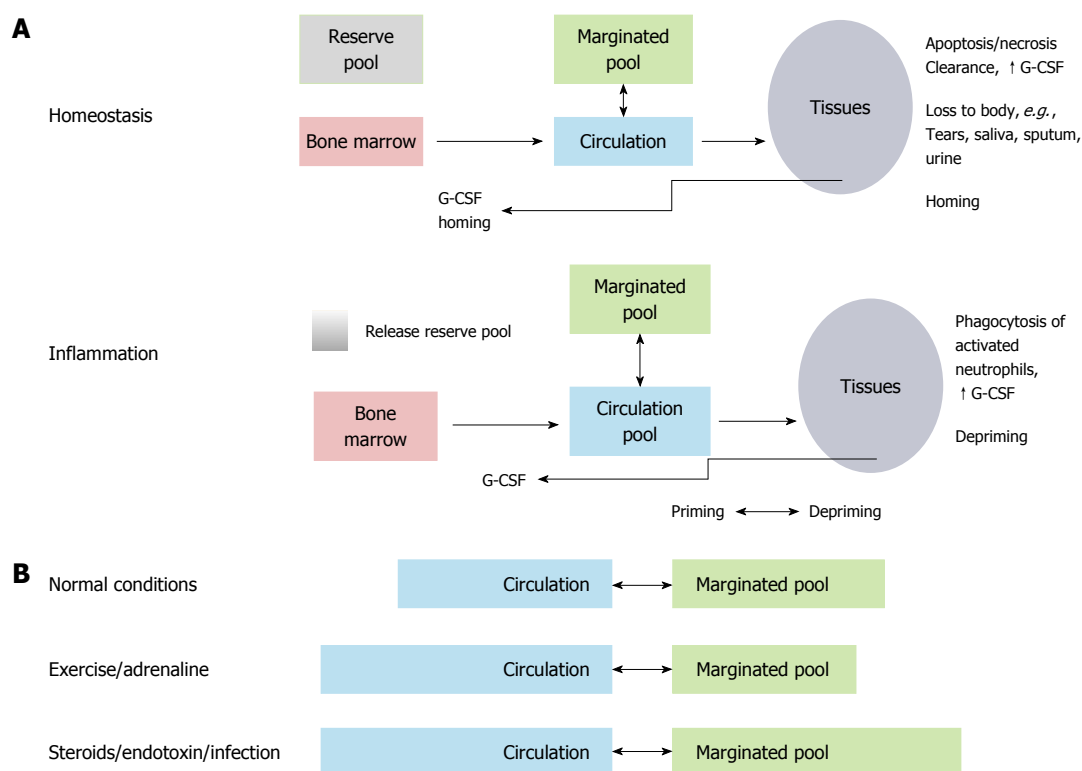 A
Homeostasis
Reserve
pool
Bone marrow
Marginated
pool
Circulation
Tissues
Apoptosis/necrosis
Clearance, ↑ G-CSF
Loss to body, e.g.,
Tears, saliva, sputum,
urine
Homing
G-CSF
homing
Inflammation
Release reserve pool
Bone
marrow
Marginated
pool
Circulation
pool
Tissues
Phagocytosis of
activated
neutrophils,
↑ G-CSF
Depriming
G-CSF
Priming Depriming
B
Normal conditions
Circulation Marginated pool
Exercise/adrenaline
Circulation Marginated pool
Steroids/endotoxin/infection
Circulation Marginated pool